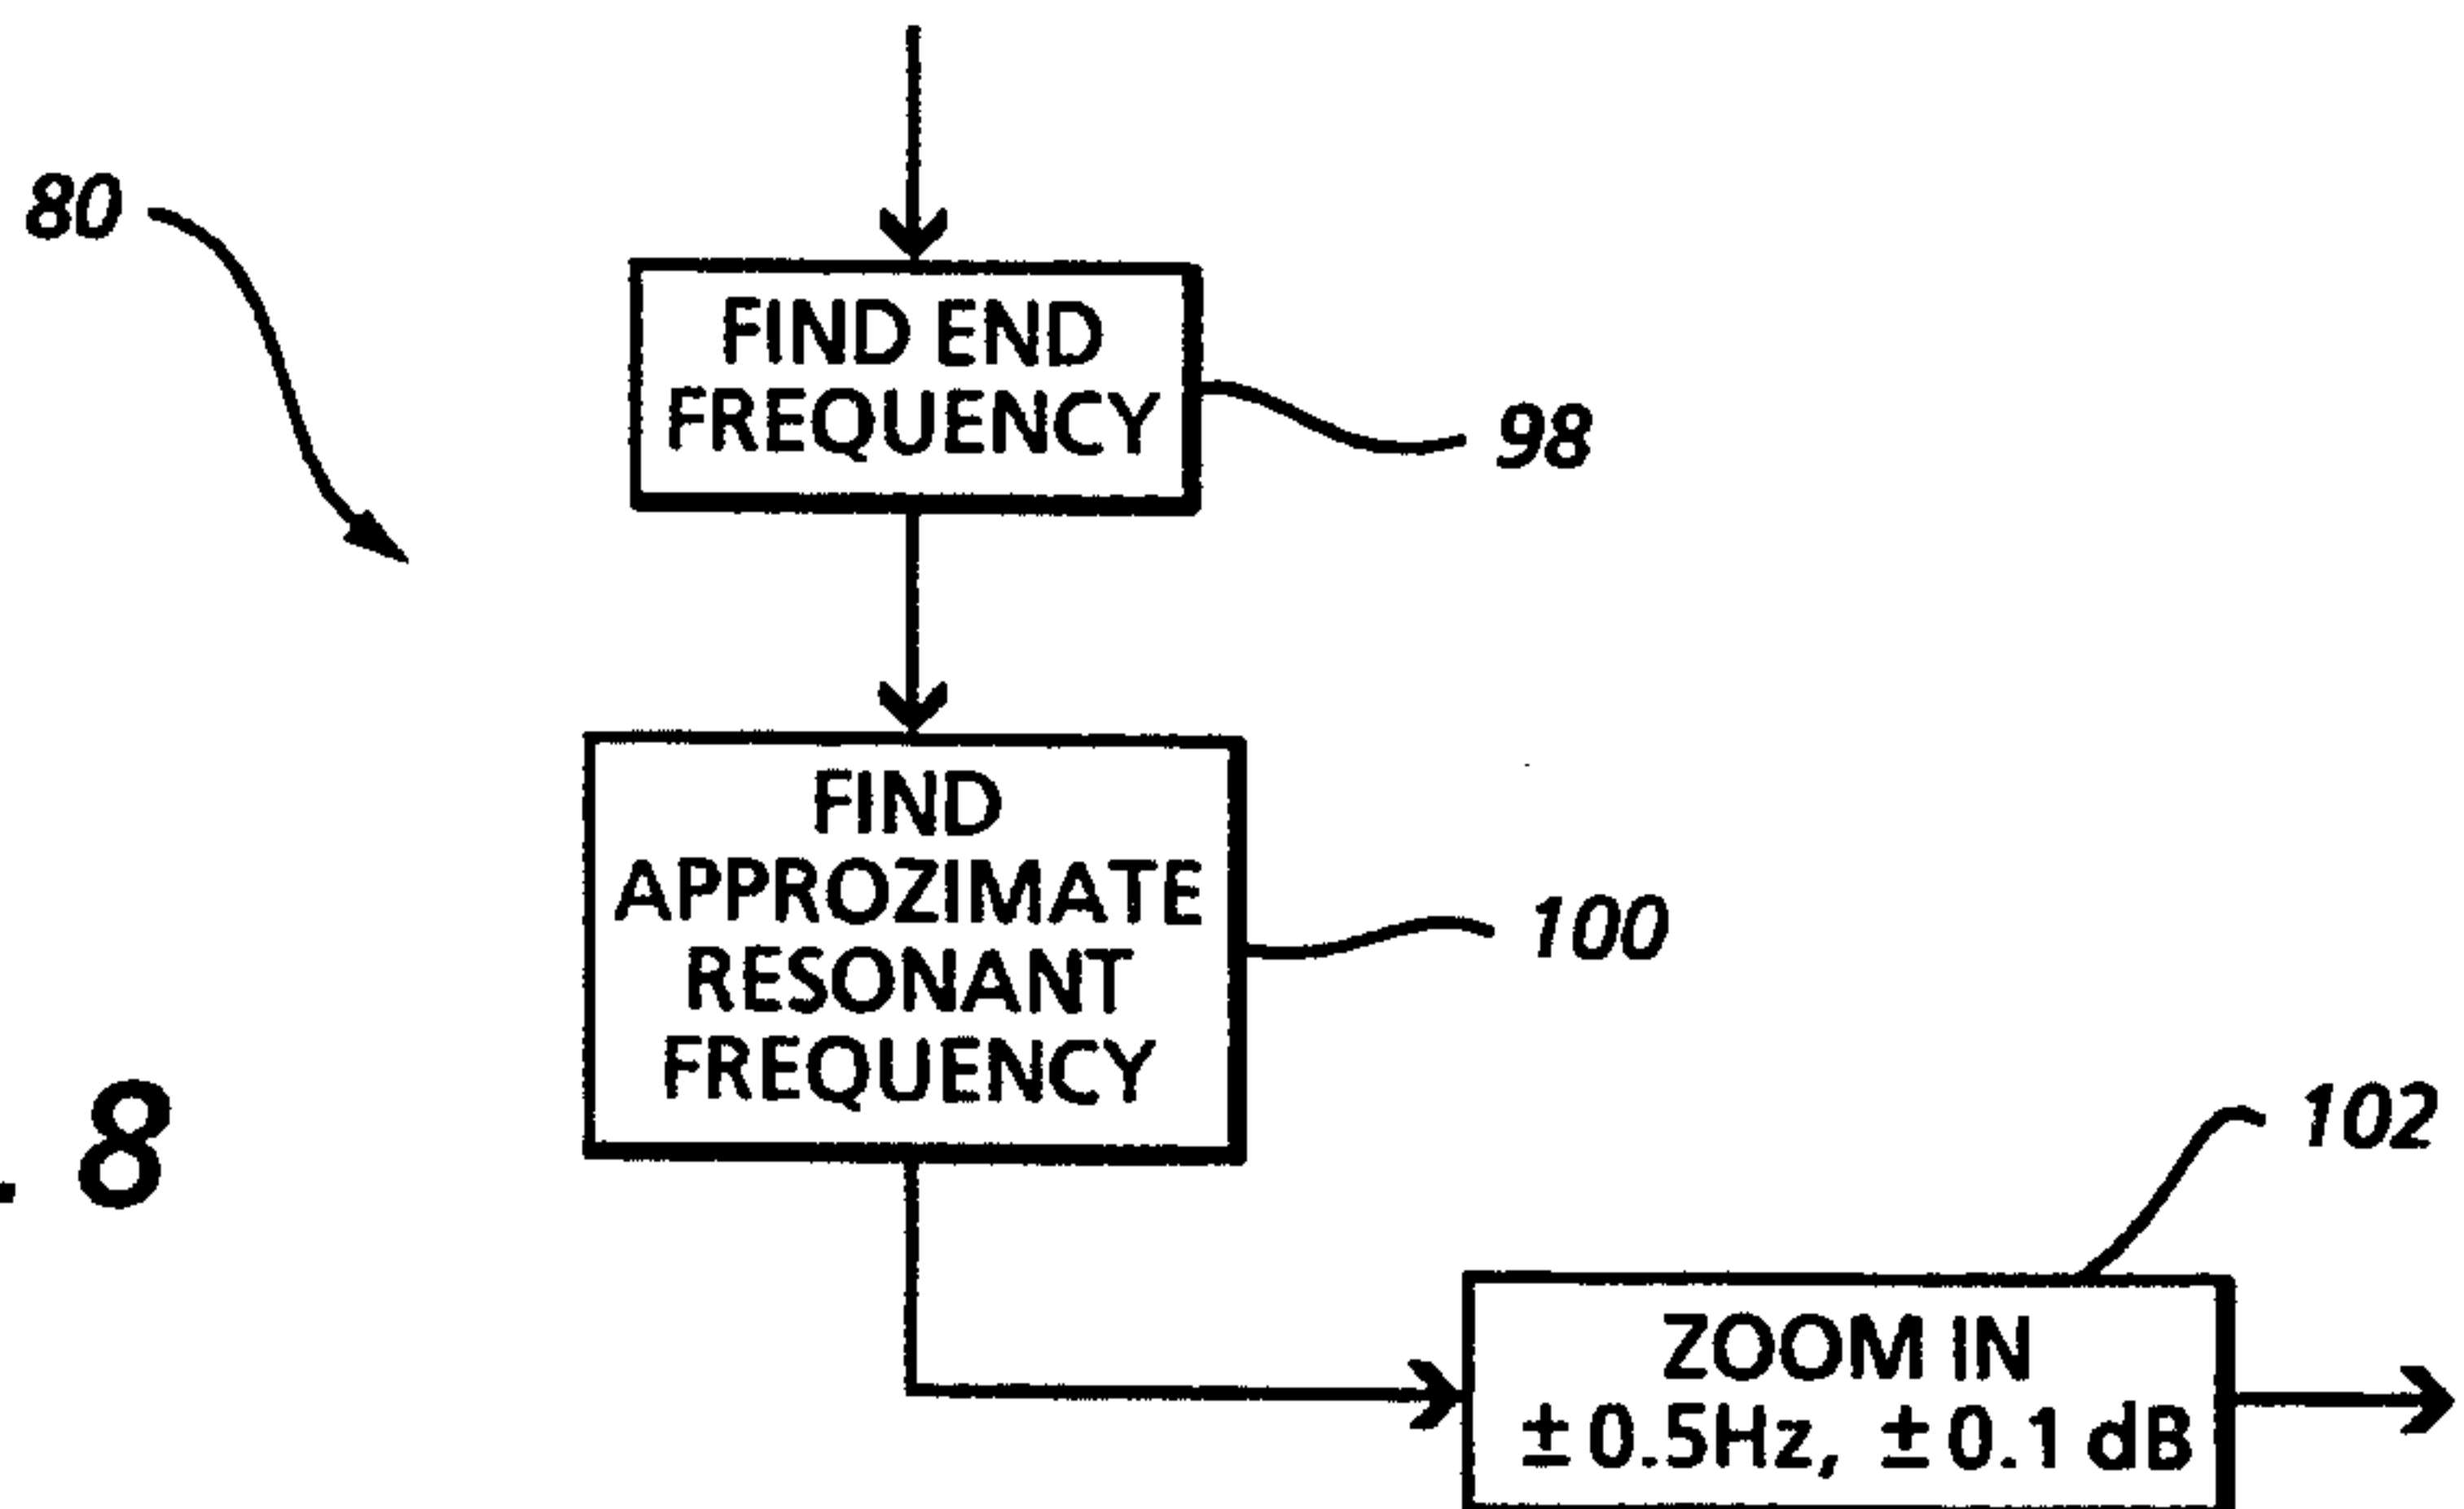 80
FIND END
FREQUENCY
98
FIND
APPROZIMATE
RESONANT
FREQUENCY
100
. 8
102
ZOOM IN
±0.5Hz, ±0.1 dB